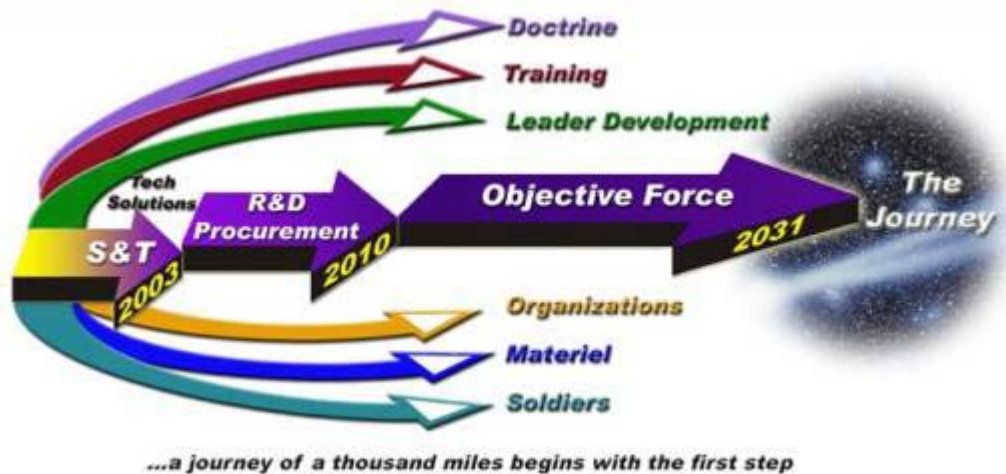 Doctrine
Training
Leader Development
Tech
Solutions
S&T
2003
R&D
Procurement
2010
Objective Force
2031
The
Journey
Organizations
Materiel
Soldiers
...a journey of a thousand miles begins with the first step